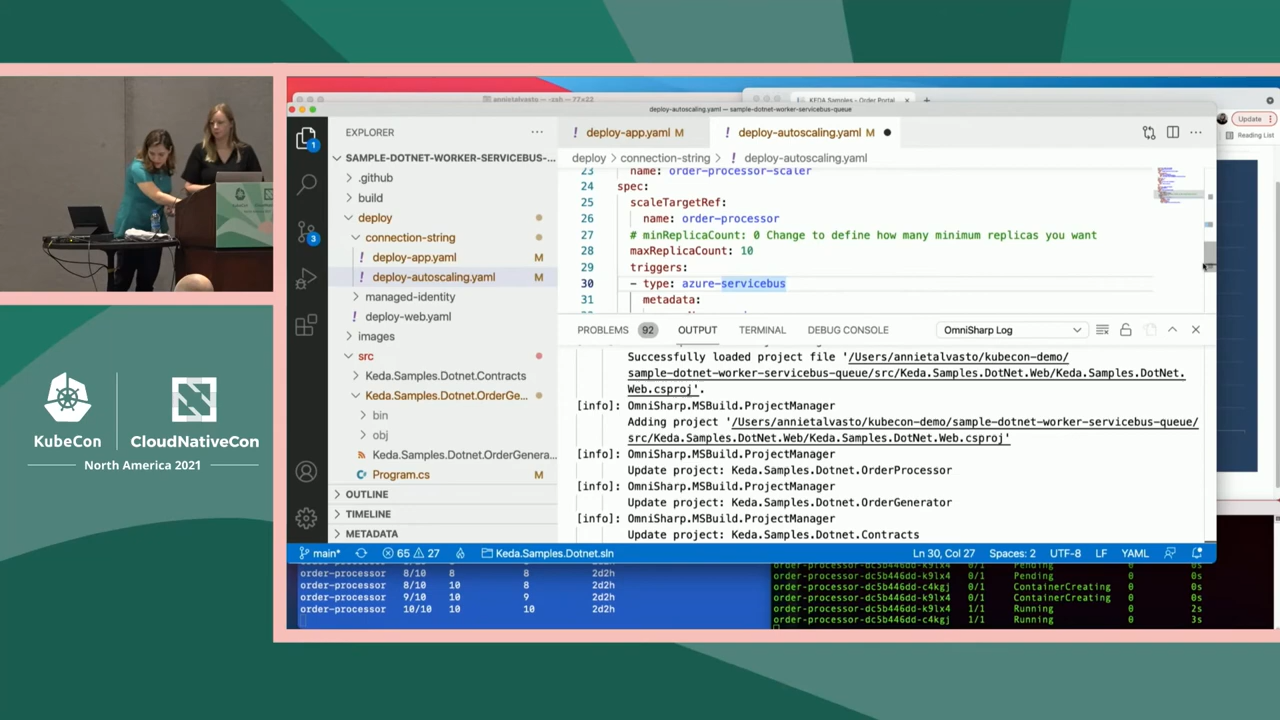 KubeCon
CloudNativeCon
North America 2021
annietalvasto — -zsh — 77×22
KEDA Samples - Order Portal
deploy-autoscaling.yaml — sample-dotnet-worker-servicebus-queue
Update
Reading List
EXPLORER
SAMPLE-DOTNET-WORKER-SERVICEBUS-...
.github
build
deploy
connection-string
deploy-app.yaml M
deploy-autoscaling.yaml M
managed-identity
deploy-web.yaml
images
src
Keda.Samples.Dotnet.Contracts
Keda.Samples.Dotnet.OrderGe...
bin
obj
Keda.Samples.Dotnet.OrderGenera...
Program.cs M
OUTLINE
TIMELINE
METADATA
1
3
deploy-app.yaml M
deploy-autoscaling.yaml M
deploy > connection-string > ! deploy-autoscaling.yaml
23 name: order-processor-scaler
24 spec:
25 scaleTargetRef:
26 name: order-processor
27 # minReplicaCount: 0 Change to define how many minimum replicas you want
28 maxReplicaCount: 10
29 triggers:
30 - type: azure-servicebus
31 metadata:
PROBLEMS 92 OUTPUT TERMINAL DEBUG CONSOLE OmniSharp Log
Successfully loaded project file '/Users/annietalvasto/kubecon-demo/
sample-dotnet-worker-servicebus-queue/src/Keda.Samples.DotNet.Web/Keda.Samples.DotNet.
Web.csproj'.
[info]: OmniSharp.MSBuild.ProjectManager
Adding project '/Users/annietalvasto/kubecon-demo/sample-dotnet-worker-servicebus-queue/
src/Keda.Samples.DotNet.Web/Keda.Samples.DotNet.Web.csproj'
[info]: OmniSharp.MSBuild.ProjectManager
Update project: Keda.Samples.Dotnet.OrderProcessor
[info]: OmniSharp.MSBuild.ProjectManager
Update project: Keda.Samples.Dotnet.OrderGenerator
[info]: OmniSharp.MSBuild.ProjectManager
Update project: Keda.Samples.Dotnet.Contracts
main* 65 27 Keda.Samples.Dotnet.sln Ln 30, Col 27 Spaces: 2 UTF-8 LF YAML
order-processor 8 8 2d2h
order-processor 8/10 10 8 2d2h
order-processor 9/10 10 9 2d2h
order-processor 10/10 10 10 2d2h
order-processor-dc5b446dd-k9lx4 0/1 Pending 0 0s
order-processor-dc5b446dd-c4kgj 0/1 Pending 0 0s
order-processor-dc5b446dd-c4kgj 0/1 ContainerCreating 0 0s
order-processor-dc5b446dd-k9lx4 0/1 ContainerCreating 0 0s
order-processor-dc5b446dd-k9lx4 1/1 Running 0 2s
order-processor-dc5b446dd-c4kgj 1/1 Running 0 3s